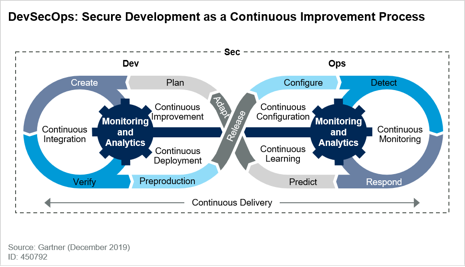 DevSecOps: Secure Development as a Continuous Improvement Process
Sec
Dev
Ops
Create
Plan
Adapt
Release
Configure
Detect
Continuous
Integration
Monitoring
and
Analytics
Continuous
Improvement
Continuous
Deployment
Continuous
Configuration
Continuous
Learning
Monitoring
and
Analytics
Continuous
Monitoring
Verify
Preproduction
Predict
Respond
Continuous Delivery
Source: Gartner (December 2019)
ID: 450792